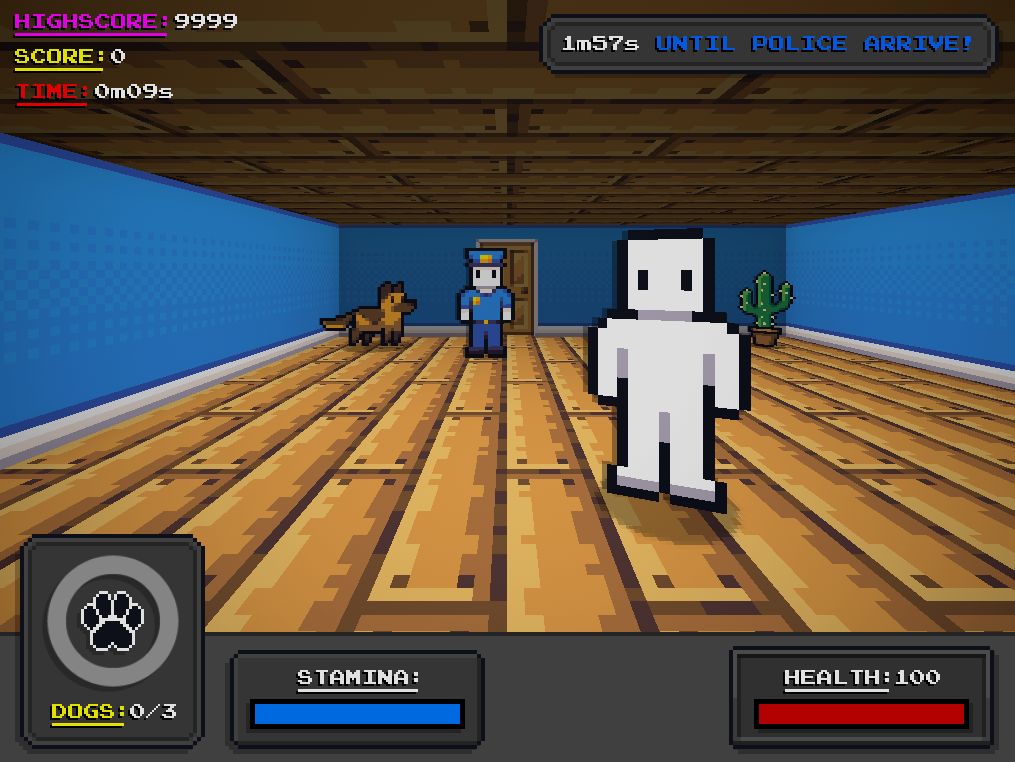 HIGHSCORE:9999
1m57s UNTIL POLICE ARRIVE!
SCORE:0
TIME:0m09s
STAMINA:
HEALTH:100
DOGS:0/3